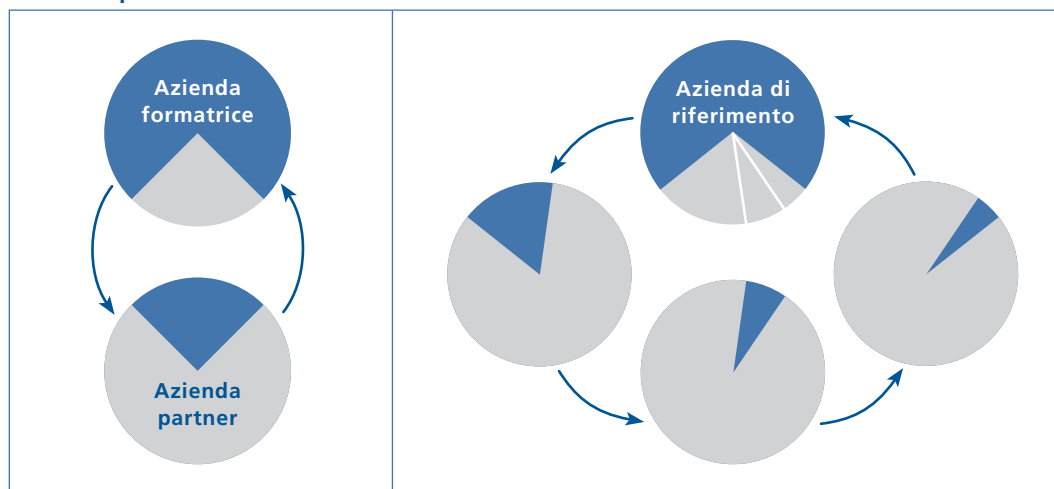 Azienda
formatrice
Azienda
partner
Azienda di
riferimento